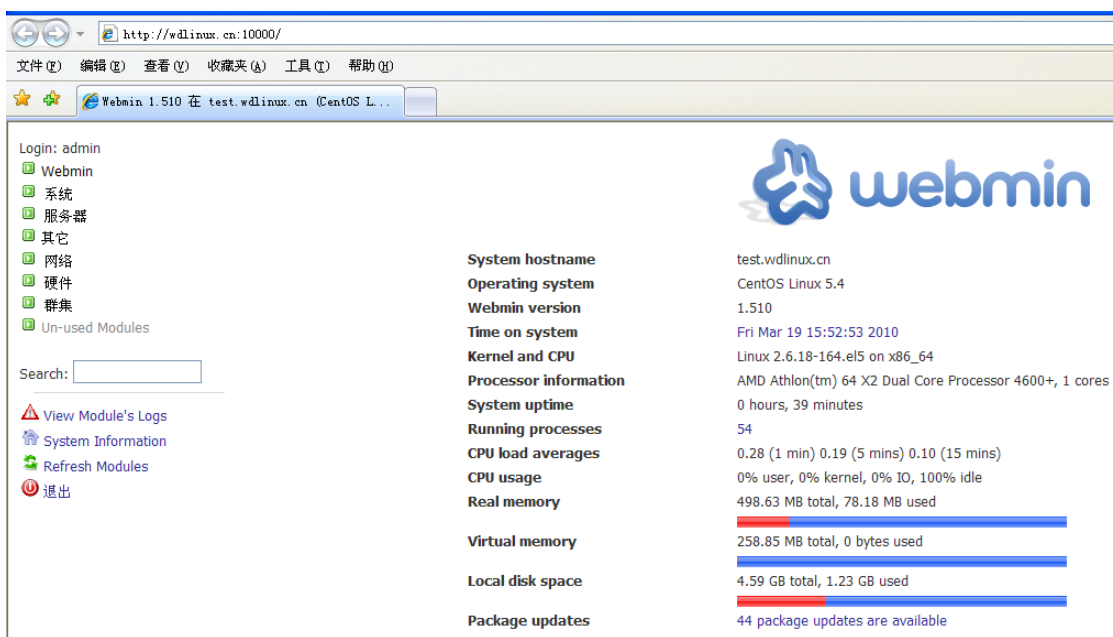 http://wdlinux.cn:10000/
文件(F) 编辑(E) 查看(V) 收藏夹(A) 工具(T) 帮助(H)
Webmin 1.510 在 test.wdlinux.cn (CentOS L...
Login: admin
Webmin
系统
服务器
其它
网络
硬件
群集
Un-used Modules
Search:
View Module's Logs
System Information
Refresh Modules
退出
webmin
System hostname test.wdlinux.cn
Operating system CentOS Linux 5.4
Webmin version 1.510
Time on system Fri Mar 19 15:52:53 2010
Kernel and CPU Linux 2.6.18-164.el5 on x86_64
Processor information AMD Athlon(tm) 64 X2 Dual Core Processor 4600+, 1 cores
System uptime 0 hours, 39 minutes
Running processes 54
CPU load averages 0.28 (1 min) 0.19 (5 mins) 0.10 (15 mins)
CPU usage 0% user, 0% kernel, 0% IO, 100% idle
Real memory 498.63 MB total, 78.18 MB used
Virtual memory 258.85 MB total, 0 bytes used
Local disk space 4.59 GB total, 1.23 GB used
Package updates 44 package updates are available